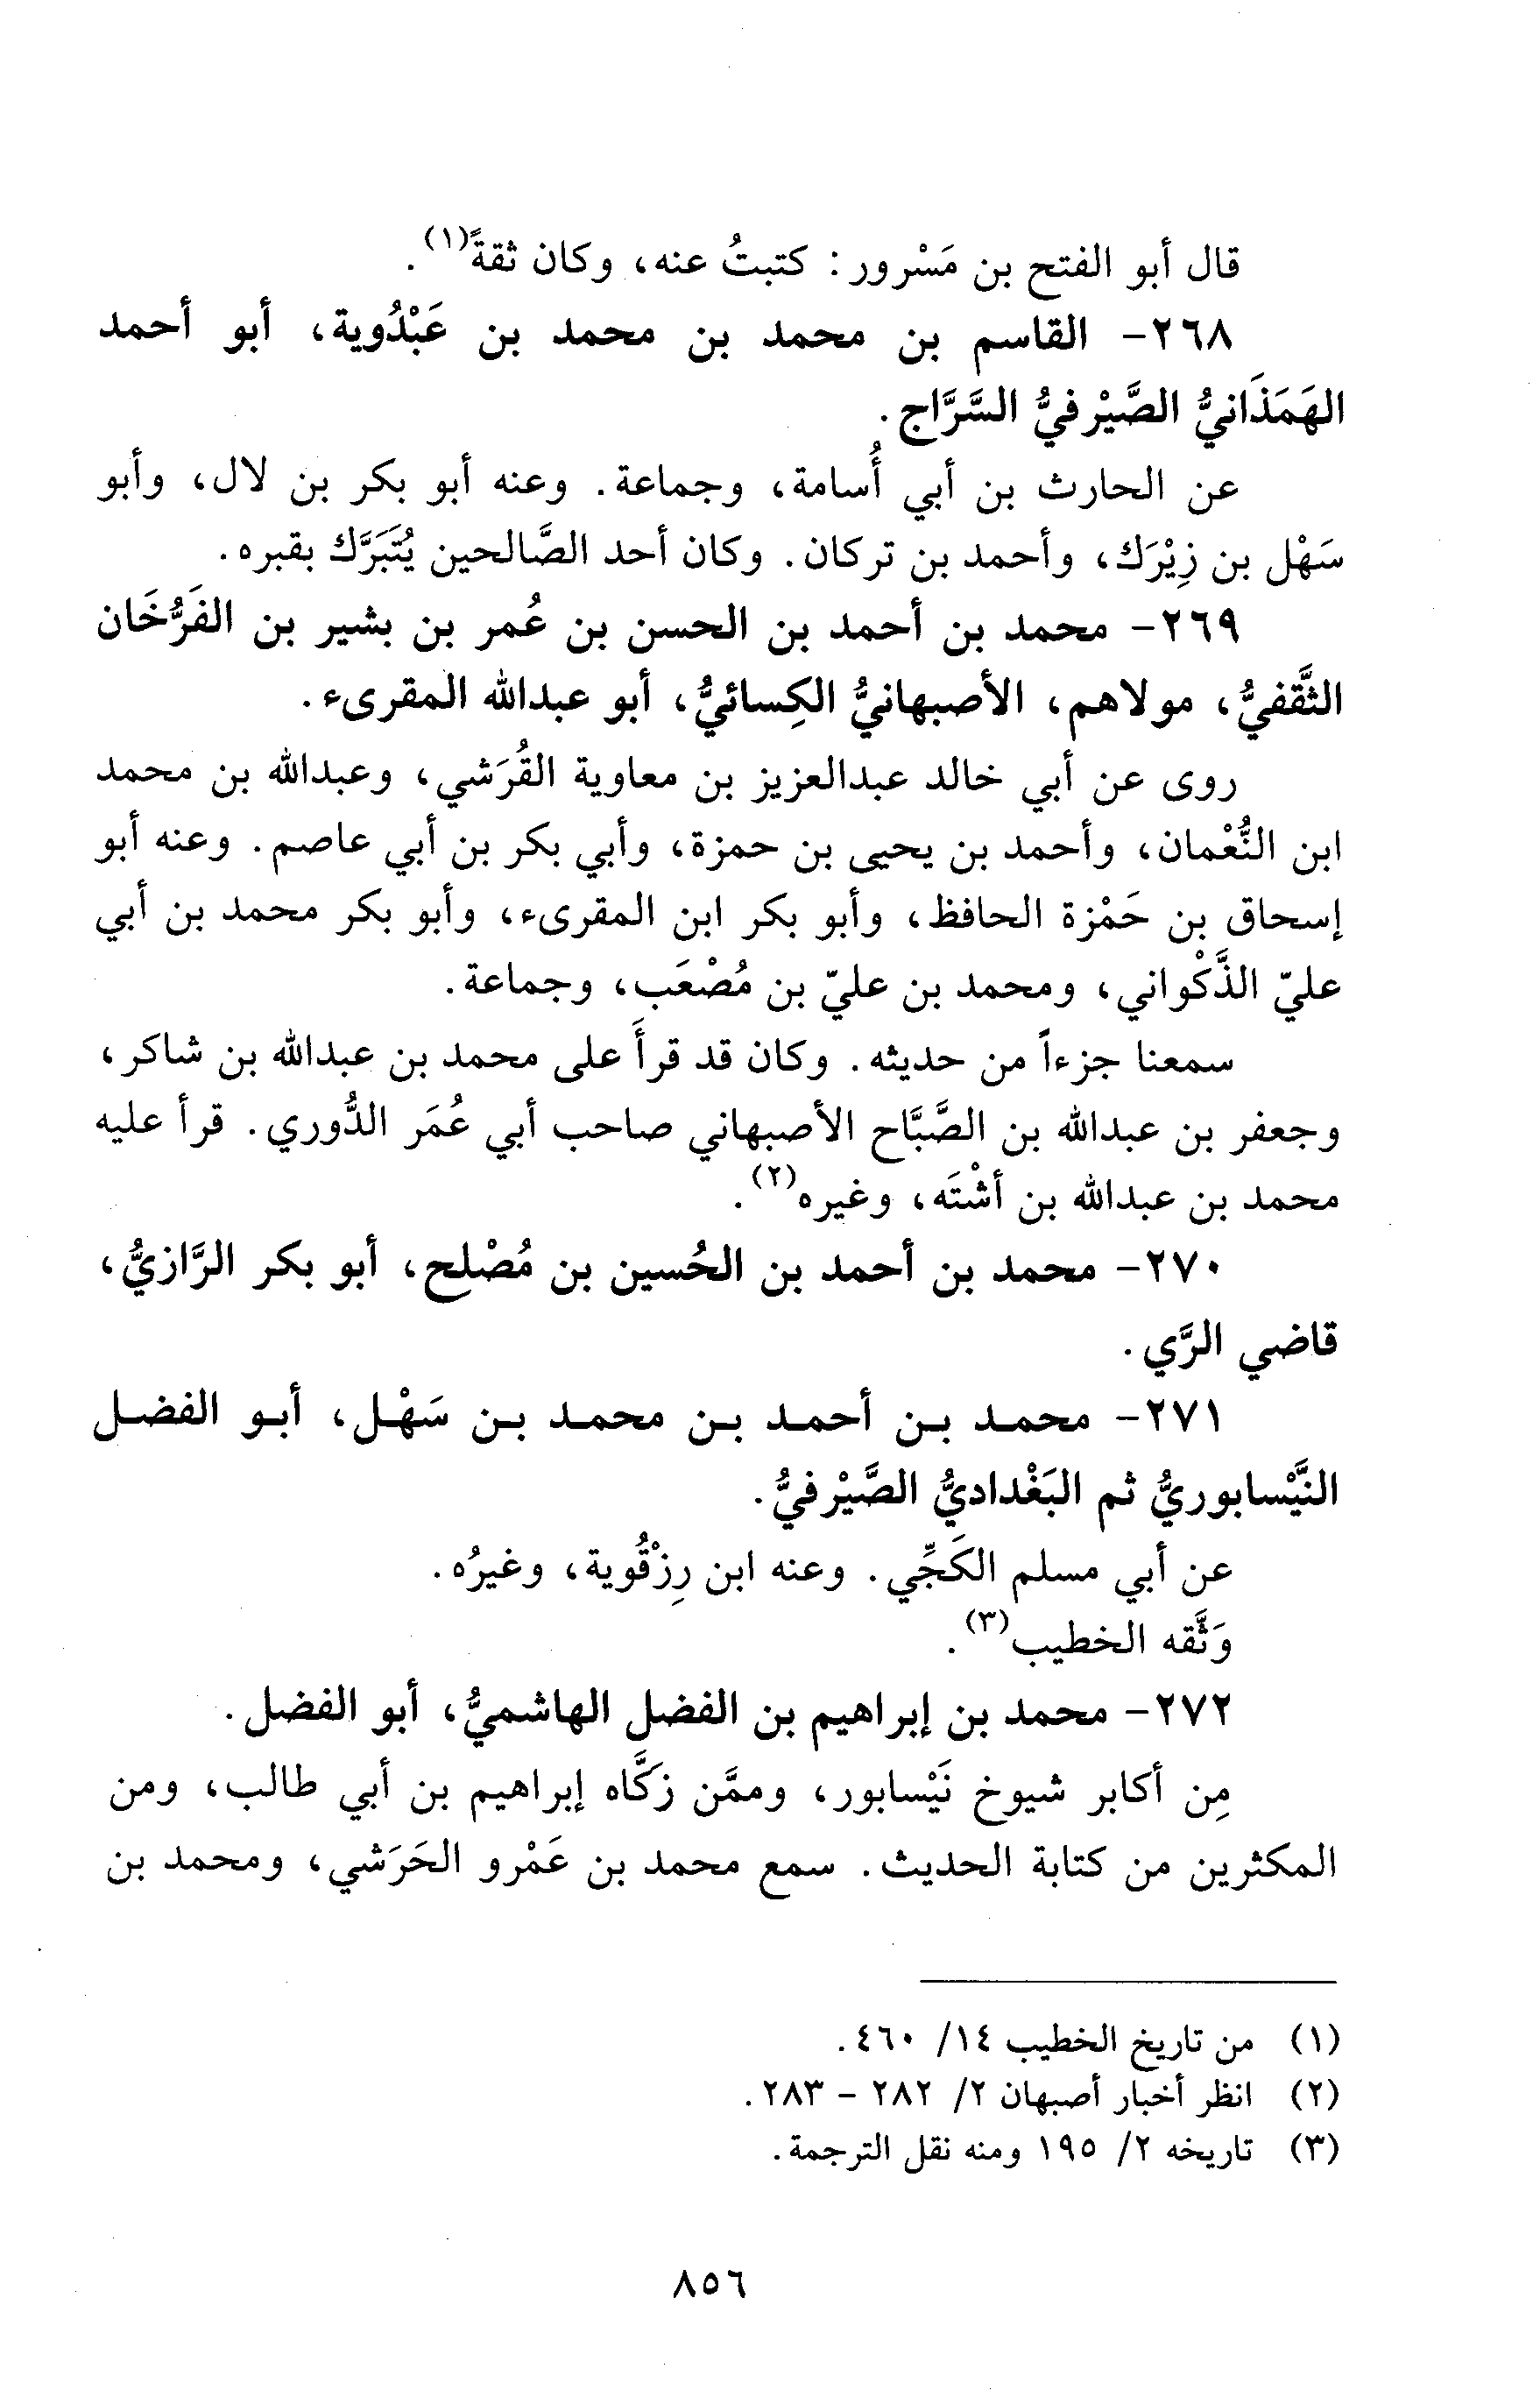 قال أبو الفتح بن مَسْرور: كتبتُ عنه، وكان ثقةً(١).
٢٦٨- القاسم بن محمد بن محمد بن عَبْدُوية، أبو أحمد
الهَمَذَانيُّ الصَّيْرفيُّ السَّرَّاج.
عن الحارث بن أبي أُسامة، وجماعة. وعنه أبو بكر بن لال، وأبو
سَهْل بن زِيْرَك، وأحمد بن تركان. وكان أحد الصَّالحين يُتَبَرَّك بقبره.
٢٦٩- محمد بن أحمد بن الحسن بن عُمر بن بشير بن الفَرُّخَان
الثَّقفيُّ، مولاهم، الأصبهانيُّ الكِسائيُّ، أبو عبدالله المقرىء.
روى عن أبي خالد عبدالعزيز بن معاوية القُرَشي، وعبدالله بن محمد
ابن النُّعْمان، وأحمد بن يحيى بن حمزة، وأبي بكر بن أبي عاصم. وعنه أبو
إسحاق بن حَمْزة الحافظ، وأبو بكر ابن المقرىء، وأبو بكر محمد بن أبي
عليّ الذَّكْواني، ومحمد بن عليّ بن مُصْعَب، وجماعة.
سمعنا جزءاً من حديثه. وكان قد قرأَ على محمد بن عبدالله بن شاكر،
وجعفر بن عبدالله بن الصَّبَّاح الأصبهاني صاحب أبي عُمَر الدُّوري. قرأ عليه
محمد بن عبدالله بن أشْتَه، وغيره(٢).
٢٧٠- محمد بن أحمد بن الحُسين بن مُصْلح، أبو بكر الرَّازيُّ،
قاضي الرَّي.
٢٧١- محمد بن أحمد بن محمد بن سَهْل، أبو الفضل
النَّيْسابوريُّ ثم البَغْداديُّ الصَّيْرفيُّ.
عن أبي مسلم الكَجِّي. وعنه ابن رِزْقُوية، وغيرُه.
وَثَّقه الخطيب(٣).
٢٧٢- محمد بن إبراهيم بن الفضل الهاشميُّ، أبو الفضل.
مِن أكابر شيوخ نَيْسابور، وممَّن زكَّاه إبراهيم بن أبي طالب، ومن
المكثرين من كتابة الحديث. سمع محمد بن عَمْرو الحَرَشي، ومحمد بن
(١) من تاريخ الخطيب ١٤/ ٤٦٠.
(٢) انظر أخبار أصبهان ٢/ ٢٨٢ - ٢٨٣.
(٣) تاريخه ٢/ ١٩٥ ومنه نقل الترجمة.
٨٥٦